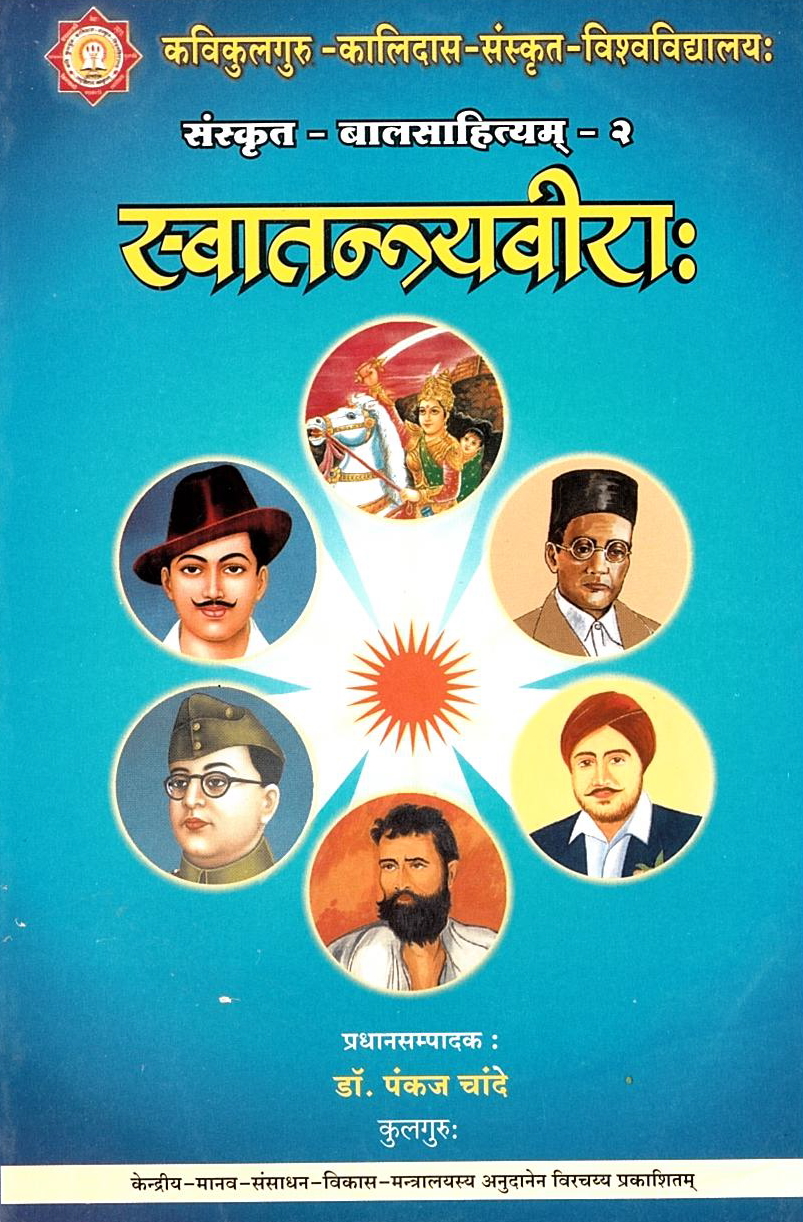 कविकुलगुरु -कालिदास-संस्कृत-विश्वविद्यालय:
संस्कृत - बालसाहित्यम् - २
स्वातन्त्र्यवीरा:
प्रधानसम्पादक :
डॉ. पंकज चांदे
कुलगुरु:
केन्द्रीय-मानव-संसाधन-विकास-मन्त्रालयस्य अनुदानेन विरचय्य प्रकाशितम्